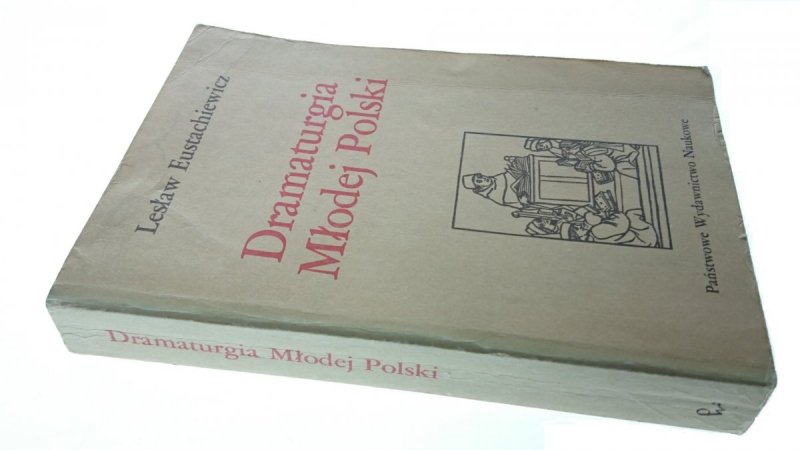 Lesław Eustachiewicz
Dramaturgia
Młodej Polski
Państwowe Wydawnictwo Naukowe
Dramaturgia Młodej Polski